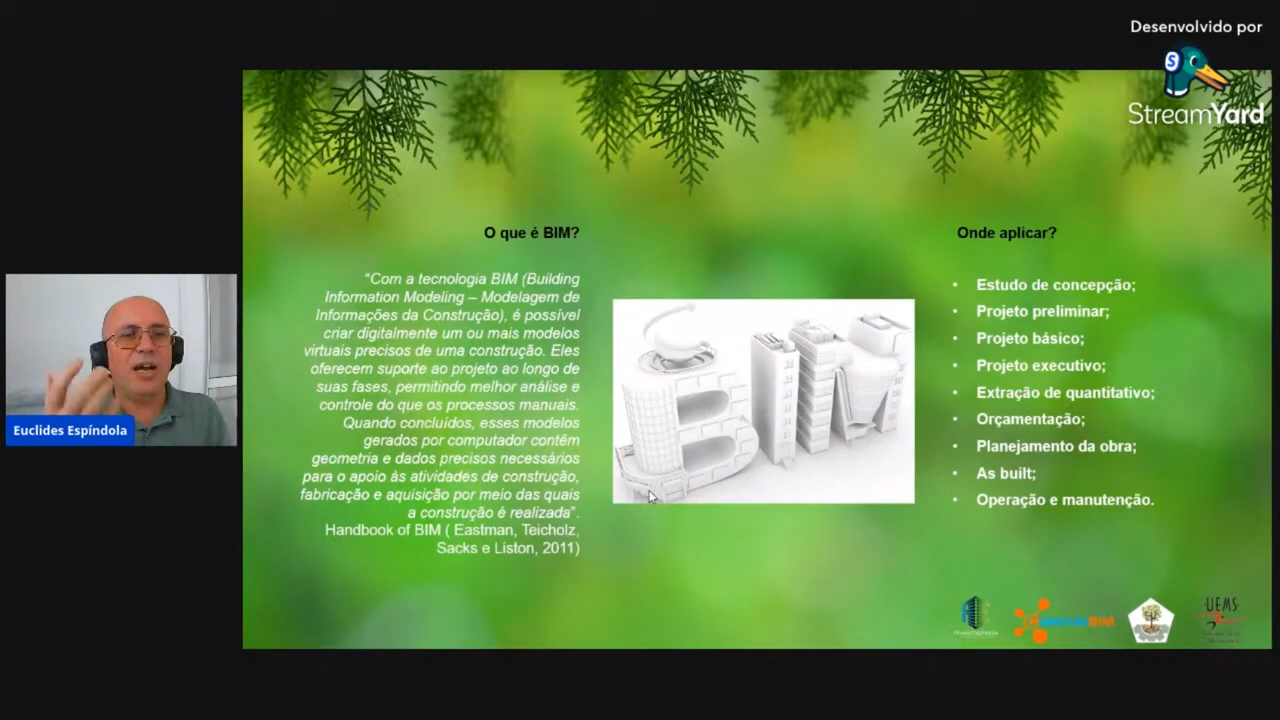 Desenvolvido por
StreamYard
Euclides Espíndola
O que é BIM?
“Com a tecnologia BIM (Building
Information Modeling – Modelagem de
Informações da Construção), é possível
criar digitalmente um ou mais modelos
virtuais precisos de uma construção. Eles
oferecem suporte ao projeto ao longo de
suas fases, permitindo melhor análise e
controle do que os processos manuais.
Quando concluídos, esses modelos
gerados por computador contêm
geometria e dados precisos necessários
para o apoio às atividades de construção,
fabricação e aquisição por meio das quais
a construção é realizada”.
Handbook of BIM ( Eastman, Teicholz,
Sacks e Liston, 2011)
BIM
Onde aplicar?
• Estudo de concepção;
• Projeto preliminar;
• Projeto básico;
• Projeto executivo;
• Extração de quantitativo;
• Orçamentação;
• Planejamento da obra;
• As built;
• Operação e manutenção.
UEMS